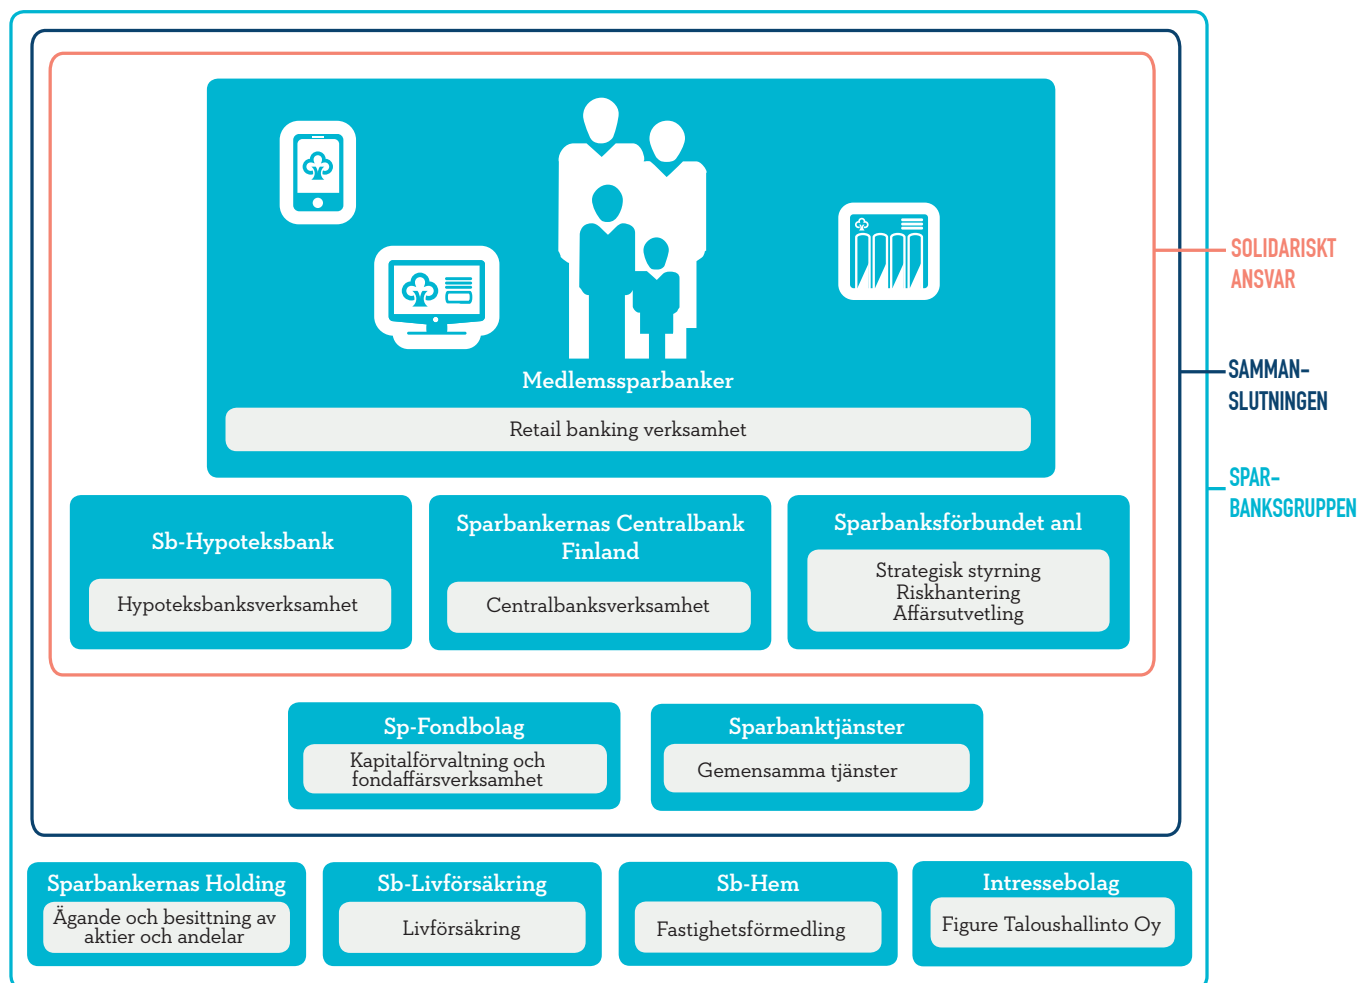 Medlemssparbanker
Retail banking verksamhet
SOLIDARISKT
ANSVAR
SAMMAN-
SLUTNINGEN
SPAR-
BANKSGRUPPEN
Sb-Hypoteksbank
Hypoteksbanksverksamhet
Sparbankernas Centralbank
Finland
Centralbanksverksamhet
Sparbanksförbundet anl
Strategisk styrning
Riskhantering
Affärsutvetling
Sp-Fondbolag
Kapitalförvaltning och
fondaffärsverksamhet
Sparbanktjänster
Gemensamma tjänster
Sparbankernas Holding
Ägande och besittning av
aktier och andelar
Sb-Livförsäkring
Livförsäkring
Sb-Hem
Fastighetsförmedling
Intressebolag
Figure Taloushallinto Oy